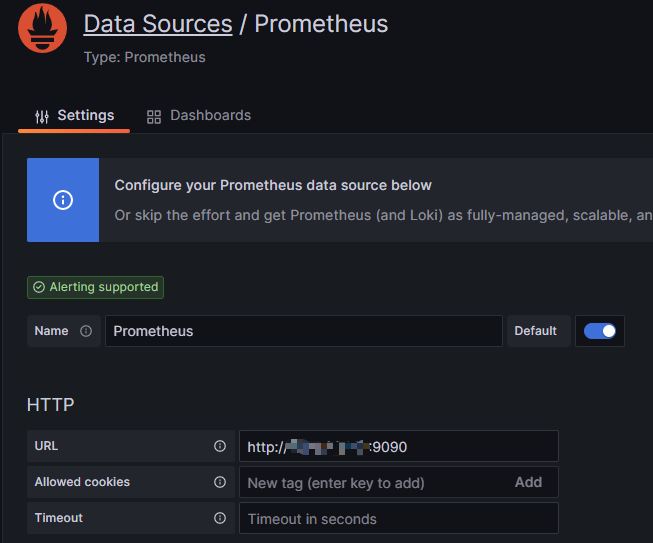 Data Sources / Prometheus
Type: Prometheus
Settings Dashboards
Configure your Prometheus data source below
Or skip the effort and get Prometheus (and Loki) as fully-managed, scalable, an
Alerting supported
Name Prometheus Default
HTTP
URL http:// :9090
Allowed cookies New tag (enter key to add) Add
Timeout Timeout in seconds